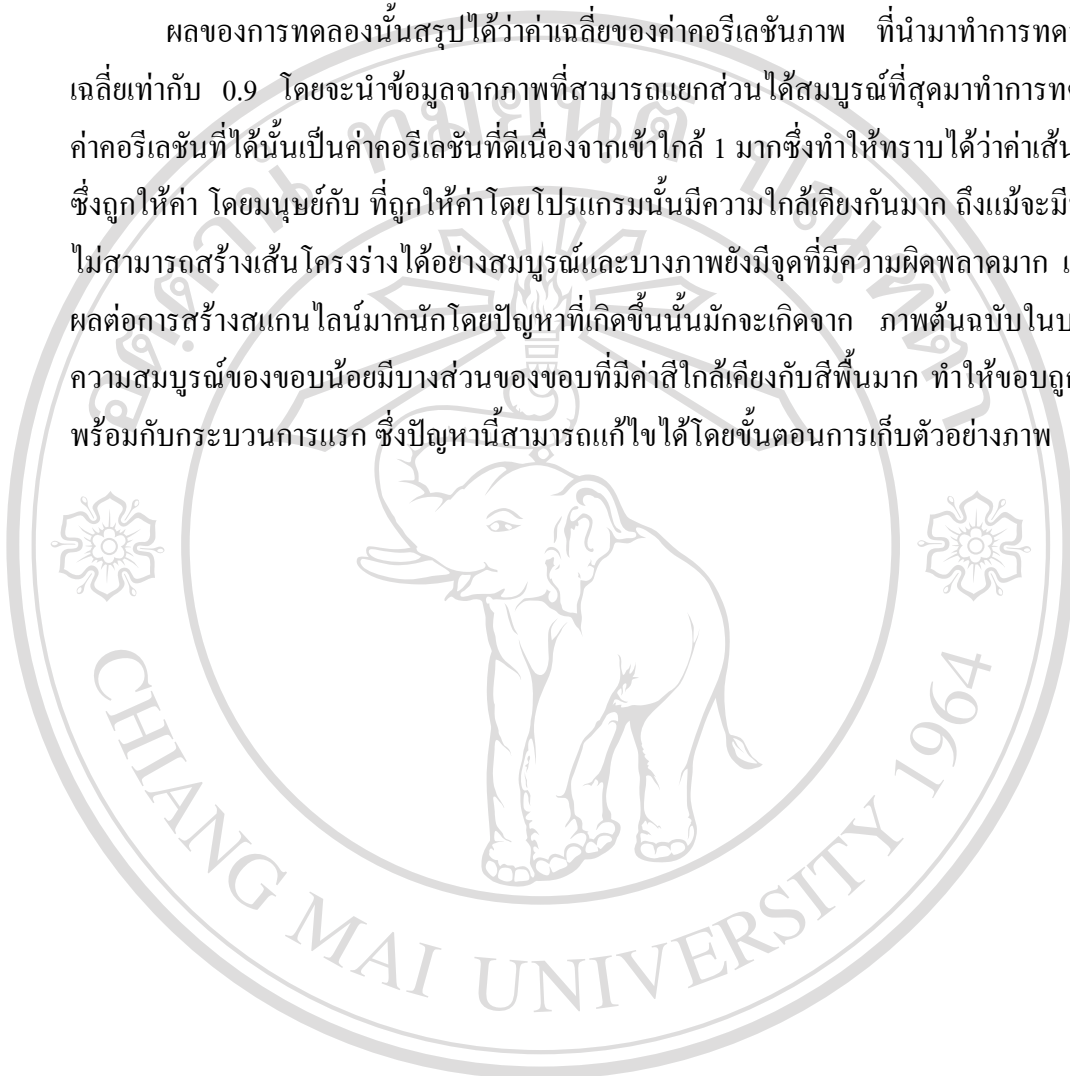 ผลของการทดลองนั้นสรุปได้ว่าค่าเฉลี่ยของค่าคอรีเลชันภาพ ที่นำมาทำการทด
เฉลี่ยเท่ากับ 0.9 โดยจะนำข้อมูลจากภาพที่สามารถแยกส่วนได้สมบูรณ์ที่สุดมาทำการทด
ค่าคอรีเลชันที่ได้นั้นเป็นค่าคอรีเลชันที่ดีเนื่องจากเข้าใกล้ 1 มากซึ่งทำให้ทราบได้ว่าค่าเส้น
ซึ่งถูกให้ค่า โดยมนุษย์กับ ที่ถูกให้ค่าโดยโปรแกรมนั้นมีความใกล้เคียงกันมาก ถึงแม้จะมี
ไม่สามารถสร้างเส้นโครงร่างได้อย่างสมบูรณ์และบางภาพยังมีจุดที่มีความผิดพลาดมาก
ผลต่อการสร้างสแกนไลน์มากนักโดยปัญหาที่เกิดขึ้นนั้นมักจะเกิดจาก ภาพต้นฉบับในบ
ความสมบูรณ์ของขอบน้อยมีบางส่วนของขอบที่มีค่าสีใกล้เคียงกับสีพื้นมาก ทำให้ขอบถูก
พร้อมกับกระบวนการแรก ซึ่งปัญหานี้สามารถแก้ไขได้โดยขั้นตอนการเก็บตัวอย่างภาพ
อตฺตานํ ทมยนฺติ ปณฺฑิตา
CHIANG MAI UNIVERSITY 1964